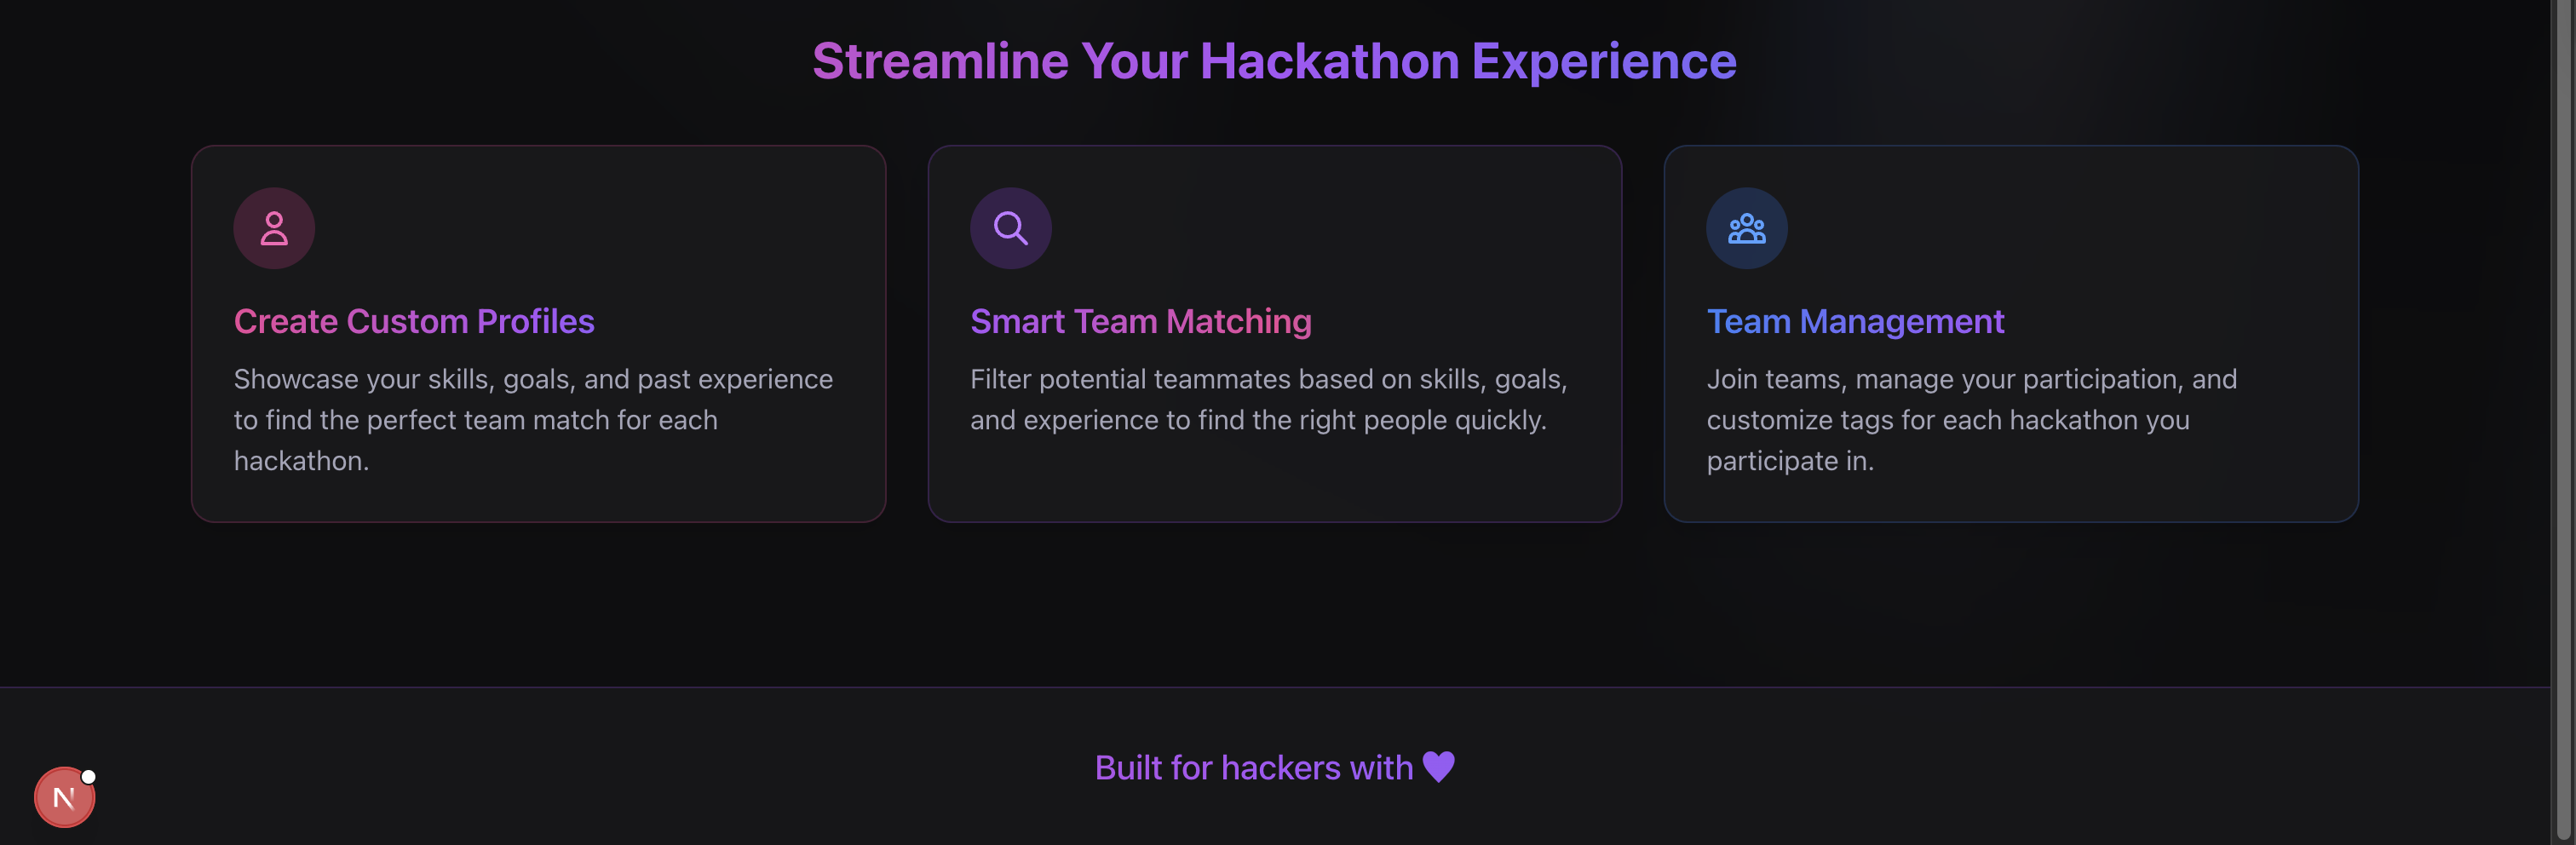 Streamline Your Hackathon Experience
Create Custom Profiles
Showcase your skills, goals, and past experience
to find the perfect team match for each
hackathon.
Smart Team Matching
Filter potential teammates based on skills, goals,
and experience to find the right people quickly.
Team Management
Join teams, manage your participation, and
customize tags for each hackathon you
participate in.
Built for hackers with 💜
N